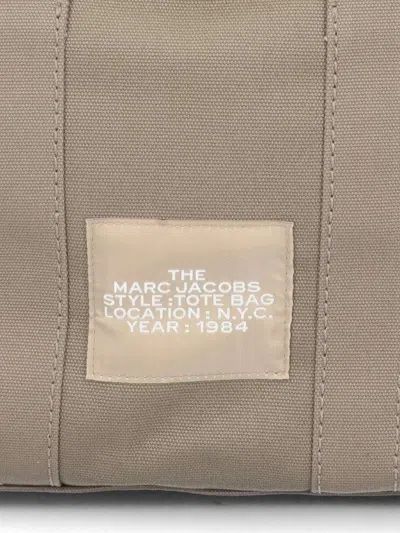 THE
MARC JACOBS
STYLE : TOTE BAG
LOCATION : N.Y.C.
YEAR : 1984